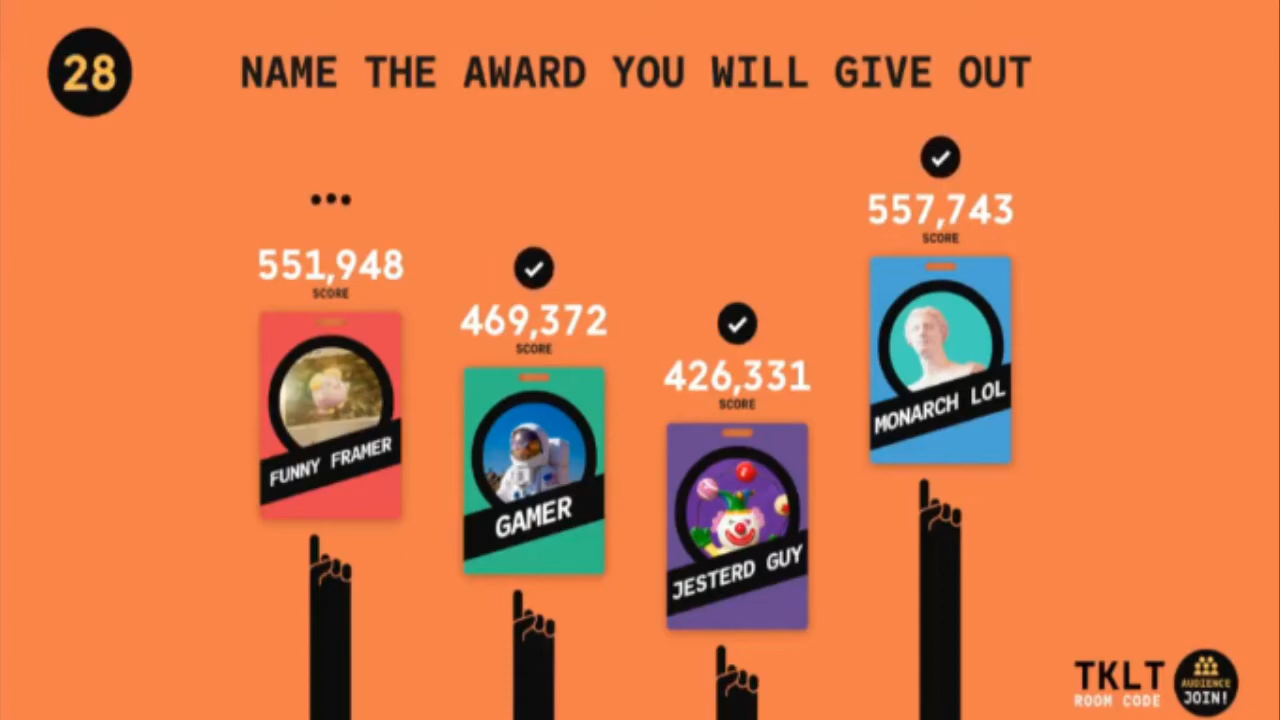 28
NAME THE AWARD YOU WILL GIVE OUT
551,948
SCORE
FUNNY FRAMER
469,372
SCORE
GAMER
426,331
SCORE
JESTERD GUY
557,743
SCORE
MONARCH LOL
TKLT
ROOM CODE
AUDIENCE
JOIN!